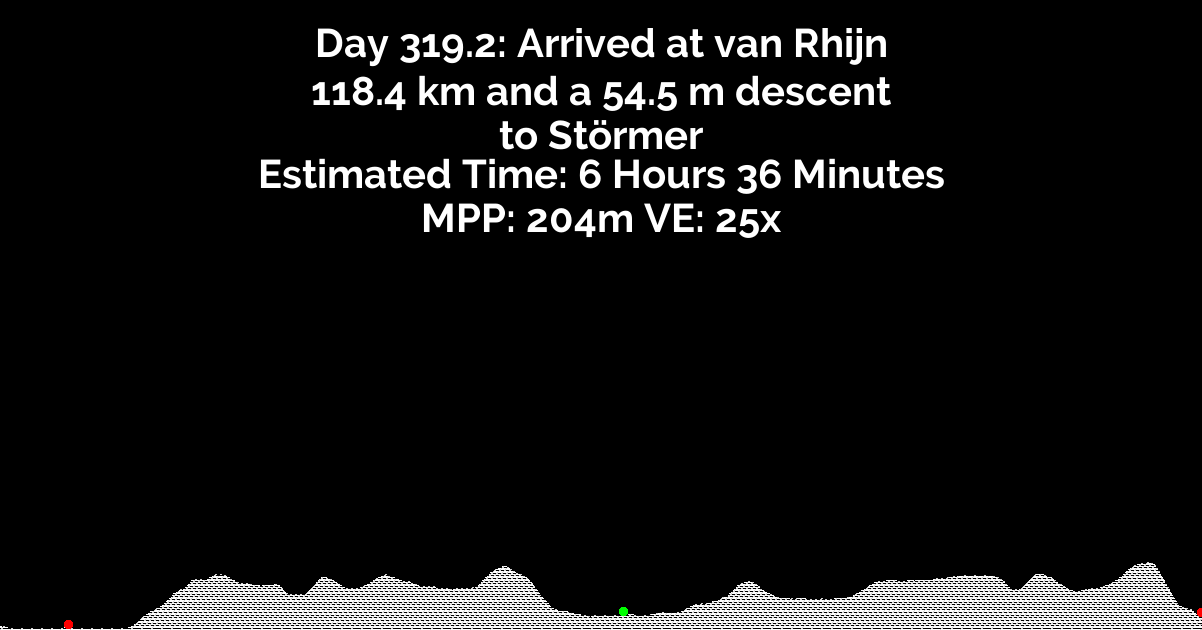 Day 319.2: Arrived at van Rhijn
118.4 km and a 54.5 m descent
to Störmer
Estimated Time: 6 Hours 36 Minutes
MPP: 204m VE: 25x